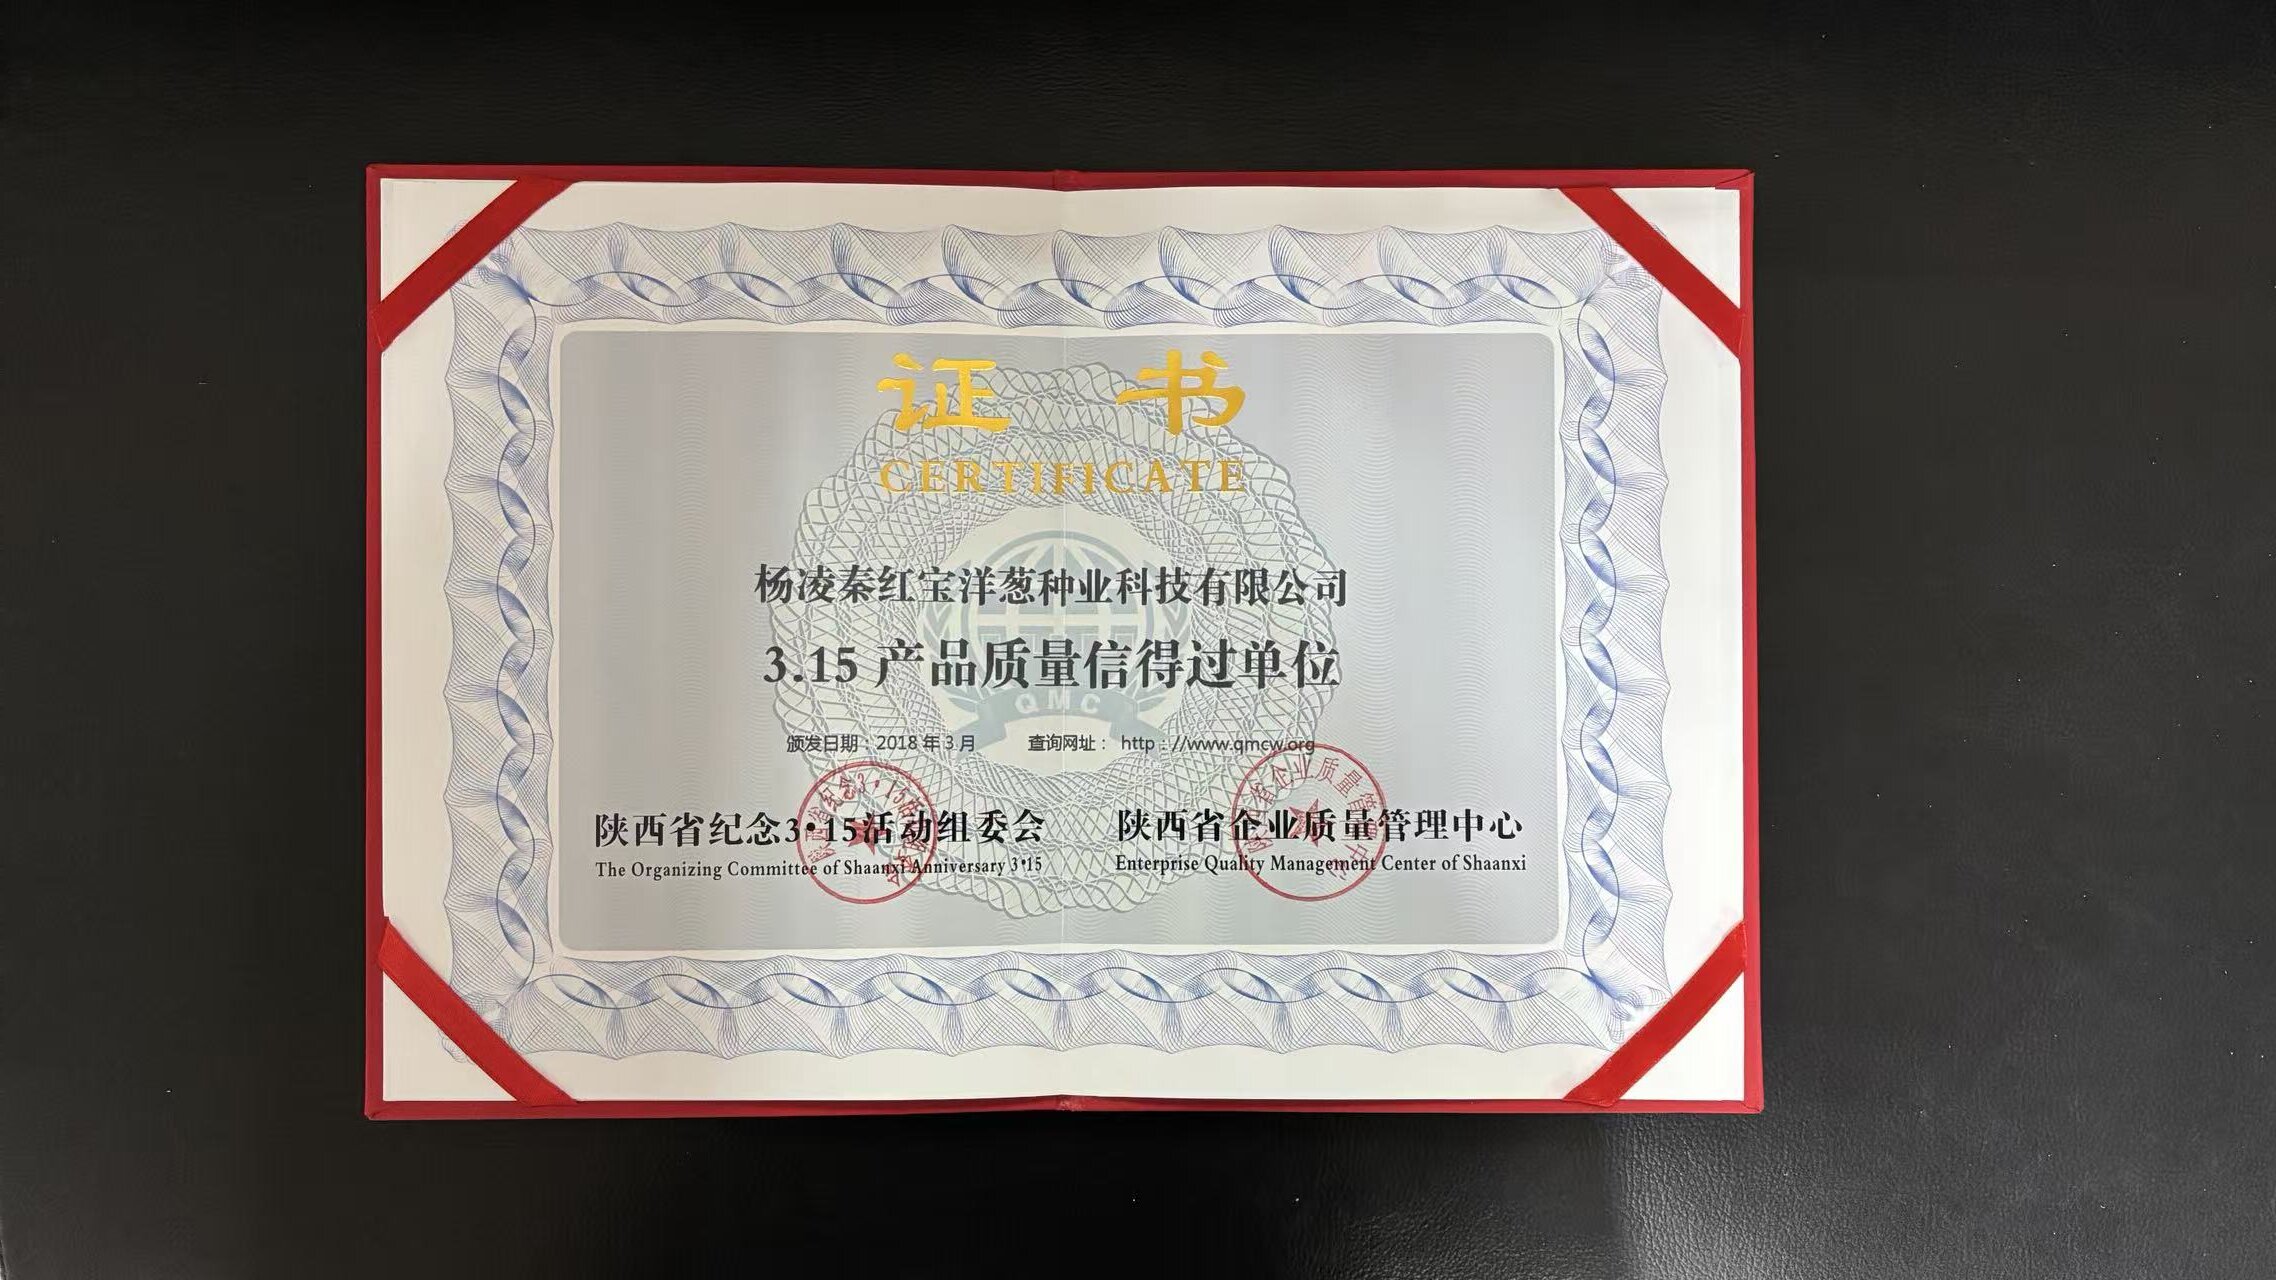 证 书
CERTIFICATE
杨凌秦红宝洋葱种业科技有限公司
3.15 产品质量信得过单位
QMC
颁发日期：2018 年 3 月 查询网址： http：//www.qmcw.org
陕西省纪念3•15活动组委会 陕西省企业质量管理中心
The Organizing Committee of Shaanxi Anniversary 3•15 Enterprise Quality Management Center of Shaanxi